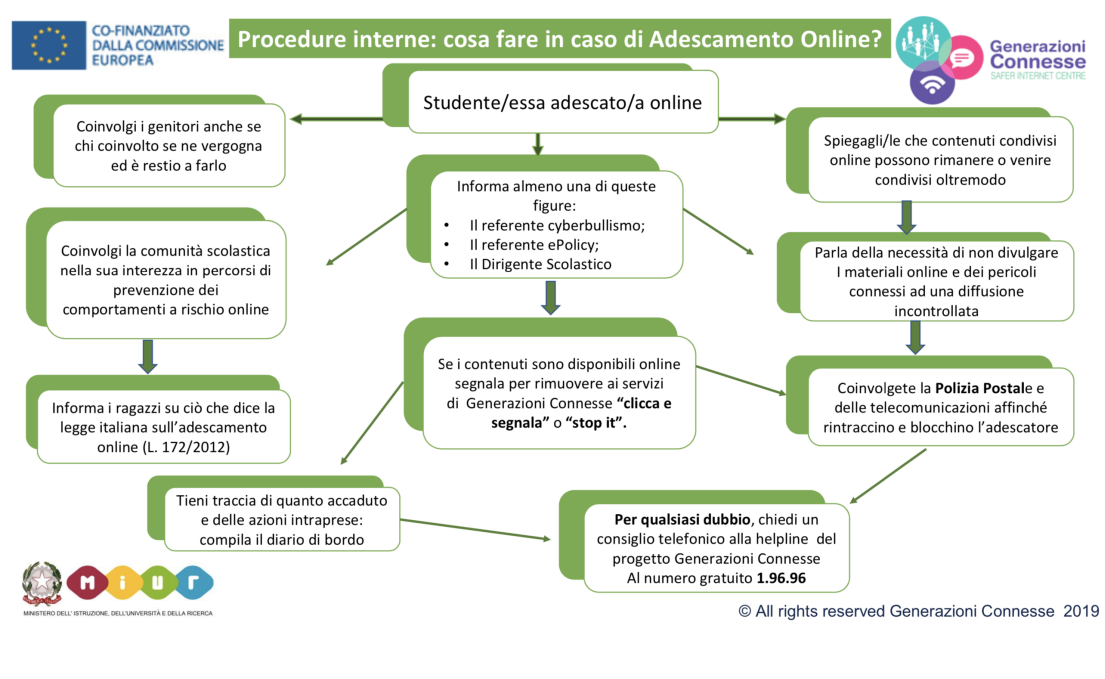 CO-FINANZIATO
DALLA COMMISSIONE
EUROPEA
Procedure interne: cosa fare in caso di Adescamento Online?
Generazioni
Connesse
SAFER INTERNET CENTRE
Studente/essa adescato/a online
Coinvolgi i genitori anche se
chi coinvolto se ne vergogna
ed è restio a farlo
Spiegagli/le che contenuti condivisi
online possono rimanere o venire
condivisi oltremodo
Informa almeno una di queste
figure:
• Il referente cyberbullismo;
• Il referente ePolicy;
• Il Dirigente Scolastico
Coinvolgi la comunità scolastica
nella sua interezza in percorsi di
prevenzione dei
comportamenti a rischio online
Parla della necessità di non divulgare
I materiali online e dei pericoli
connessi ad una diffusione
incontrollata
Se i contenuti sono disponibili online
segnala per rimuovere ai servizi
di Generazioni Connesse “clicca e
segnala” o “stop it”.
Informa i ragazzi su ciò che dice la
legge italiana sull’adescamento
online (L. 172/2012)
Coinvolgete la Polizia Postale e
delle telecomunicazioni affinché
rintraccino e blocchino l’adescatore
Tieni traccia di quanto accaduto
e delle azioni intraprese:
compila il diario di bordo
Per qualsiasi dubbio, chiedi un
consiglio telefonico alla helpline del
progetto Generazioni Connesse
Al numero gratuito 1.96.96
M i u r
MINISTERO DELL' ISTRUZIONE, DELL'UNIVERSITÀ E DELLA RICERCA
© All rights reserved Generazioni Connesse 2019